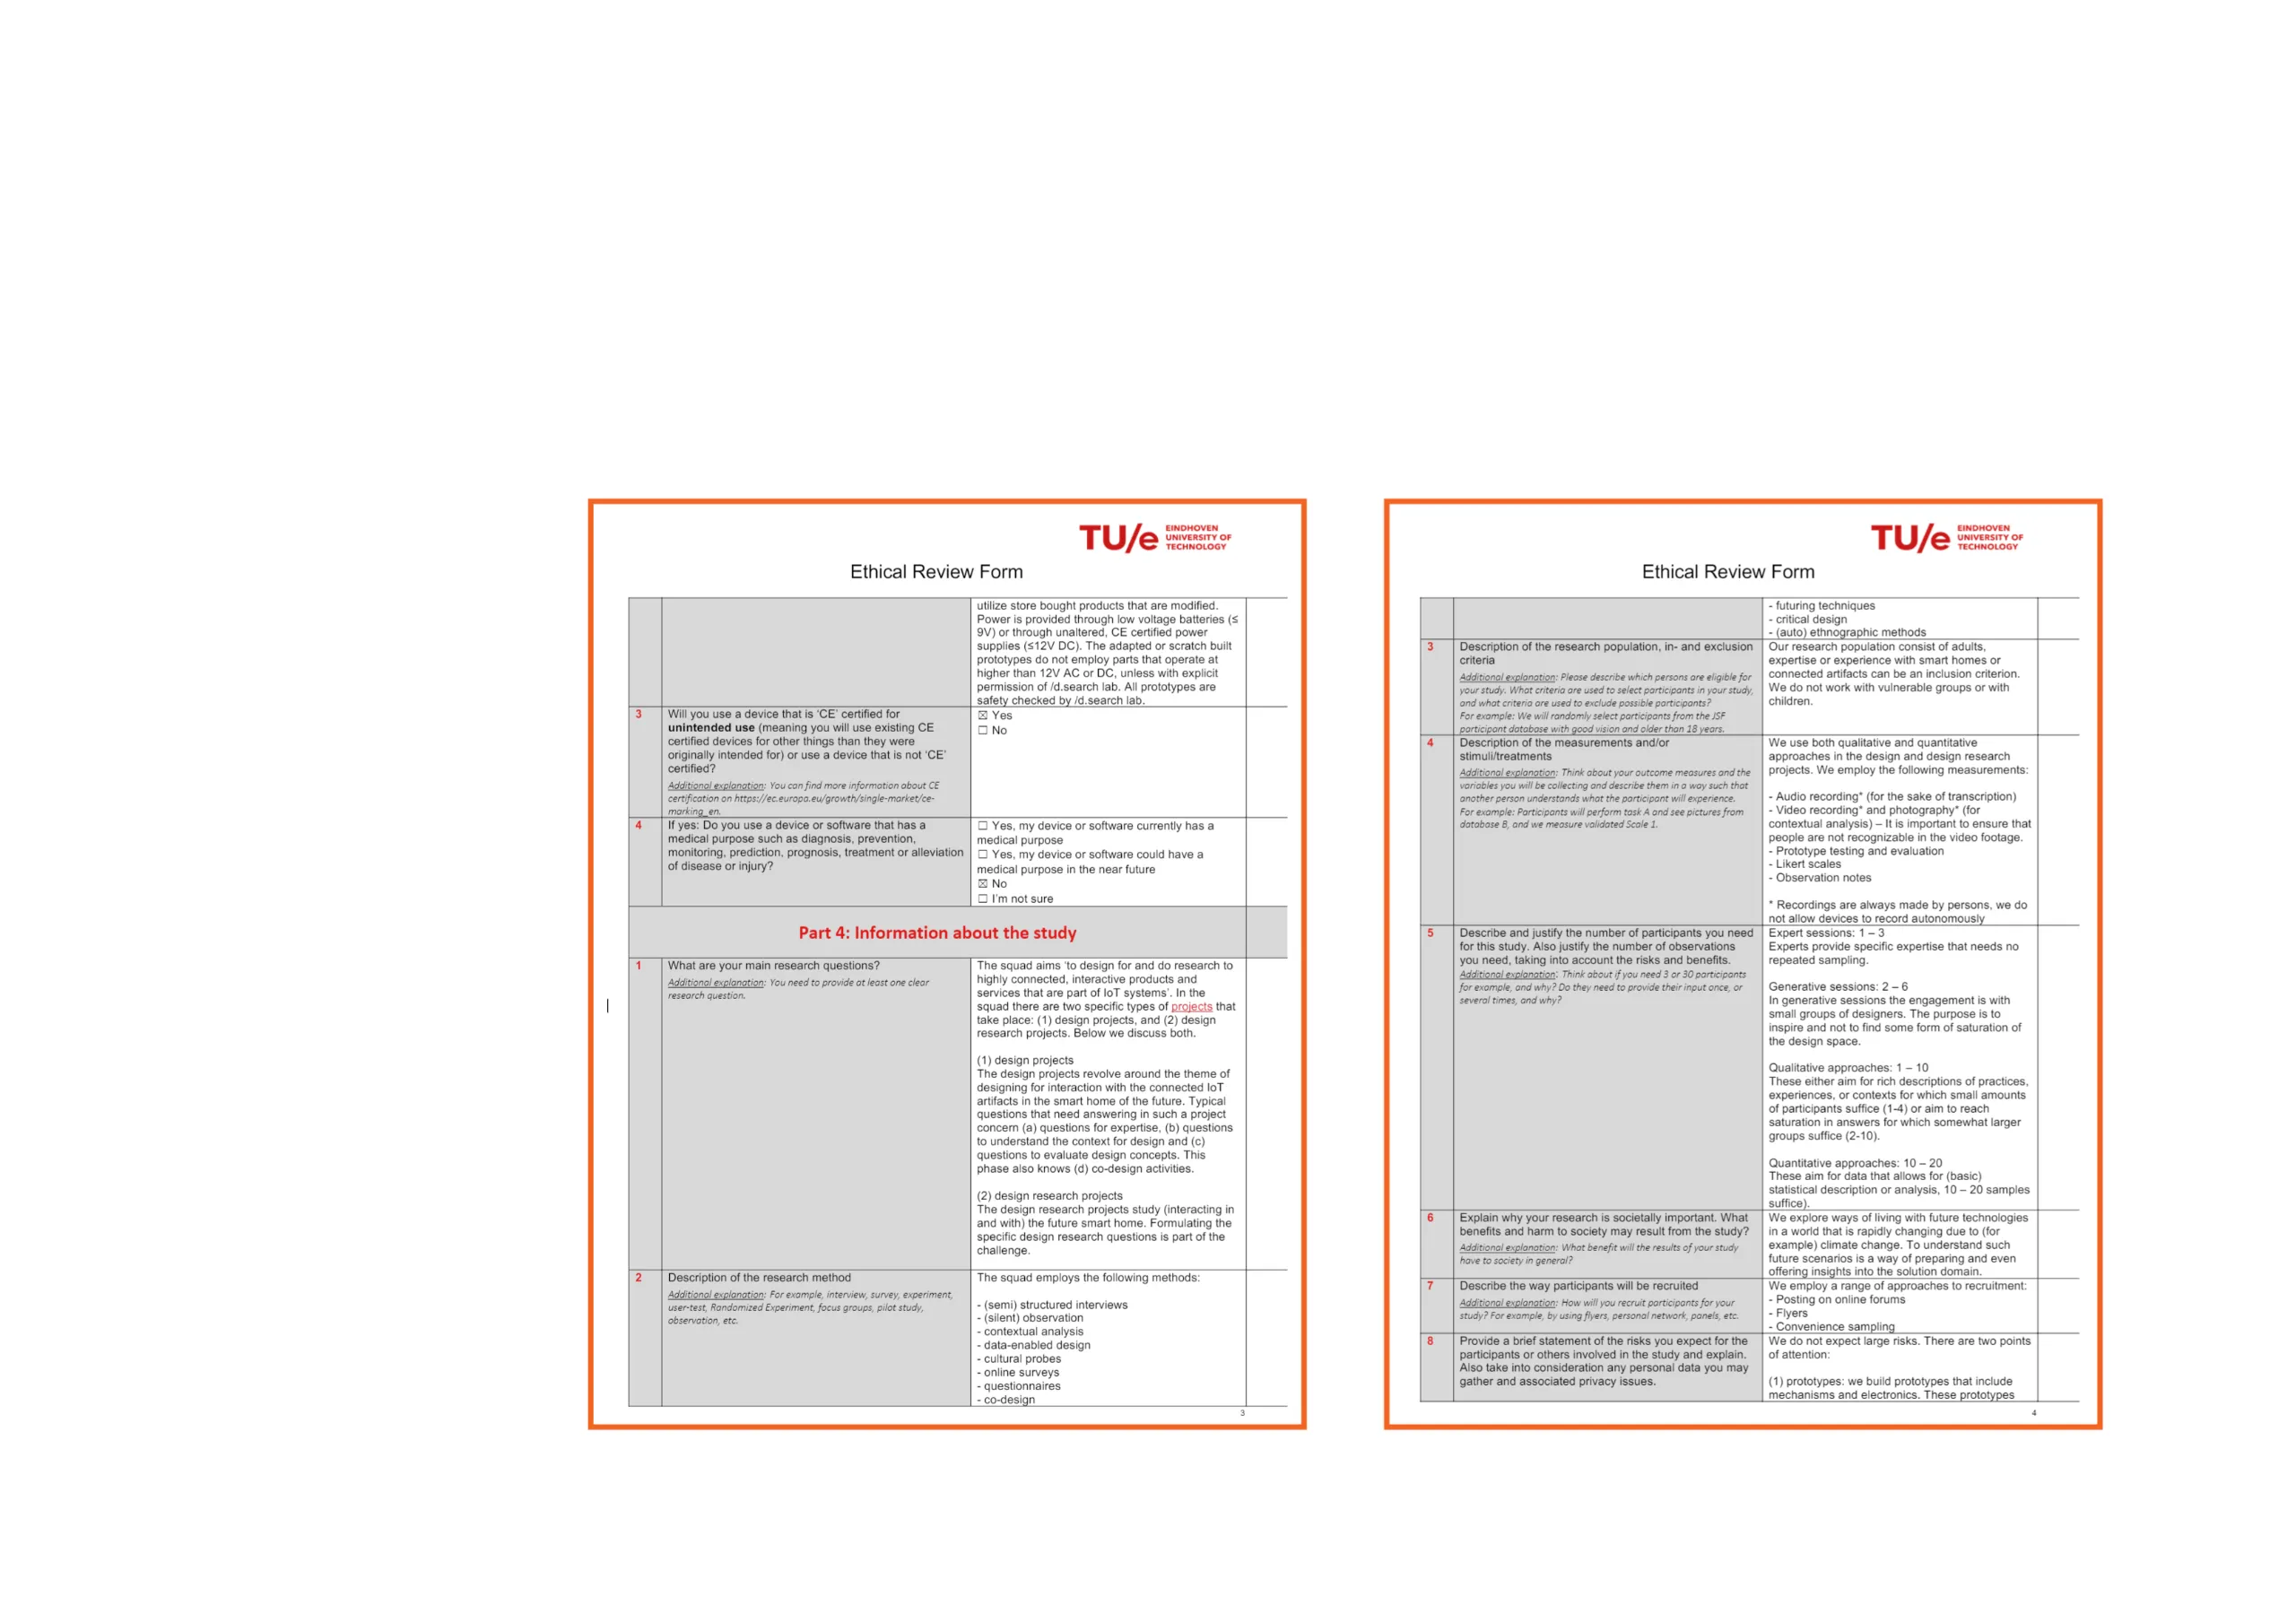 TU/e EINDHOVEN
UNIVERSITY OF
TECHNOLOGY
Ethical Review Form
utilize store bought products that are modified.
Power is provided through low voltage batteries (≤
9V) or through unaltered, CE certified power
supplies (≤12V DC). The adapted or scratch built
prototypes do not employ parts that operate at
higher than 12V AC or DC, unless with explicit
permission of /d.search lab. All prototypes are
safety checked by /d.search lab.
3
Will you use a device that is ‘CE’ certified for
unintended use (meaning you will use existing CE
certified devices for other things than they were
originally intended for) or use a device that is not ‘CE’
certified?
Additional explanation: You can find more information about CE
certification on https://ec.europa.eu/growth/single-market/ce-
marking_en.
☒ Yes
☐ No
4
If yes: Do you use a device or software that has a
medical purpose such as diagnosis, prevention,
monitoring, prediction, prognosis, treatment or alleviation
of disease or injury?
☐ Yes, my device or software currently has a
medical purpose
☐ Yes, my device or software could have a
medical purpose in the near future
☒ No
☐ I’m not sure
Part 4: Information about the study
1
What are your main research questions?
Additional explanation: You need to provide at least one clear
research question.
The squad aims ‘to design for and do research to
highly connected, interactive products and
services that are part of IoT systems’. In the
squad there are two specific types of projects that
take place: (1) design projects, and (2) design
research projects. Below we discuss both.
(1) design projects
The design projects revolve around the theme of
designing for interaction with the connected IoT
artifacts in the smart home of the future. Typical
questions that need answering in such a project
concern (a) questions for expertise, (b) questions
to understand the context for design and (c)
questions to evaluate design concepts. This
phase also knows (d) co-design activities.
(2) design research projects
The design research projects study (interacting in
and with) the future smart home. Formulating the
specific design research questions is part of the
challenge.
2
Description of the research method
Additional explanation: For example, interview, survey, experiment,
user-test, Randomized Experiment, focus groups, pilot study,
observation, etc.
The squad employs the following methods:
- (semi) structured interviews
- (silent) observation
- contextual analysis
- data-enabled design
- cultural probes
- online surveys
- questionnaires
- co-design
3
TU/e EINDHOVEN
UNIVERSITY OF
TECHNOLOGY
Ethical Review Form
- futuring techniques
- critical design
- (auto) ethnographic methods
3
Description of the research population, in- and exclusion
criteria
Additional explanation: Please describe which persons are eligible for
your study. What criteria are used to select participants in your study,
and what criteria are used to exclude possible participants?
For example: We will randomly select participants from the JSF
participant database with good vision and older than 18 years.
Our research population consist of adults,
expertise or experience with smart homes or
connected artifacts can be an inclusion criterion.
We do not work with vulnerable groups or with
children.
4
Description of the measurements and/or
stimuli/treatments
Additional explanation: Think about your outcome measures and the
variables you will be collecting and describe them in a way such that
another person understands what the participant will experience.
For example: Participants will perform task A and see pictures from
database B, and we measure validated Scale 1.
We use both qualitative and quantitative
approaches in the design and design research
projects. We employ the following measurements:
- Audio recording* (for the sake of transcription)
- Video recording* and photography* (for
contextual analysis) – It is important to ensure that
people are not recognizable in the video footage.
- Prototype testing and evaluation
- Likert scales
- Observation notes
* Recordings are always made by persons, we do
not allow devices to record autonomously
5
Describe and justify the number of participants you need
for this study. Also justify the number of observations
you need, taking into account the risks and benefits.
Additional explanation: Think about if you need 3 or 30 participants
for example, and why? Do they need to provide their input once, or
several times, and why?
Expert sessions: 1 – 3
Experts provide specific expertise that needs no
repeated sampling.
Generative sessions: 2 – 6
In generative sessions the engagement is with
small groups of designers. The purpose is to
inspire and not to find some form of saturation of
the design space.
Qualitative approaches: 1 – 10
These either aim for rich descriptions of practices,
experiences, or contexts for which small amounts
of participants suffice (1-4) or aim to reach
saturation in answers for which somewhat larger
groups suffice (2-10).
Quantitative approaches: 10 – 20
These aim for data that allows for (basic)
statistical description or analysis, 10 – 20 samples
suffice).
6
Explain why your research is societally important. What
benefits and harm to society may result from the study?
Additional explanation: What benefit will the results of your study
have to society in general?
We explore ways of living with future technologies
in a world that is rapidly changing due to (for
example) climate change. To understand such
future scenarios is a way of preparing and even
offering insights into the solution domain.
7
Describe the way participants will be recruited
Additional explanation: How will you recruit participants for your
study? For example, by using flyers, personal network, panels, etc.
We employ a range of approaches to recruitment:
- Posting on online forums
- Flyers
- Convenience sampling
8
Provide a brief statement of the risks you expect for the
participants or others involved in the study and explain.
Also take into consideration any personal data you may
gather and associated privacy issues.
We do not expect large risks. There are two points
of attention:
(1) prototypes: we build prototypes that include
mechanisms and electronics. These prototypes
4